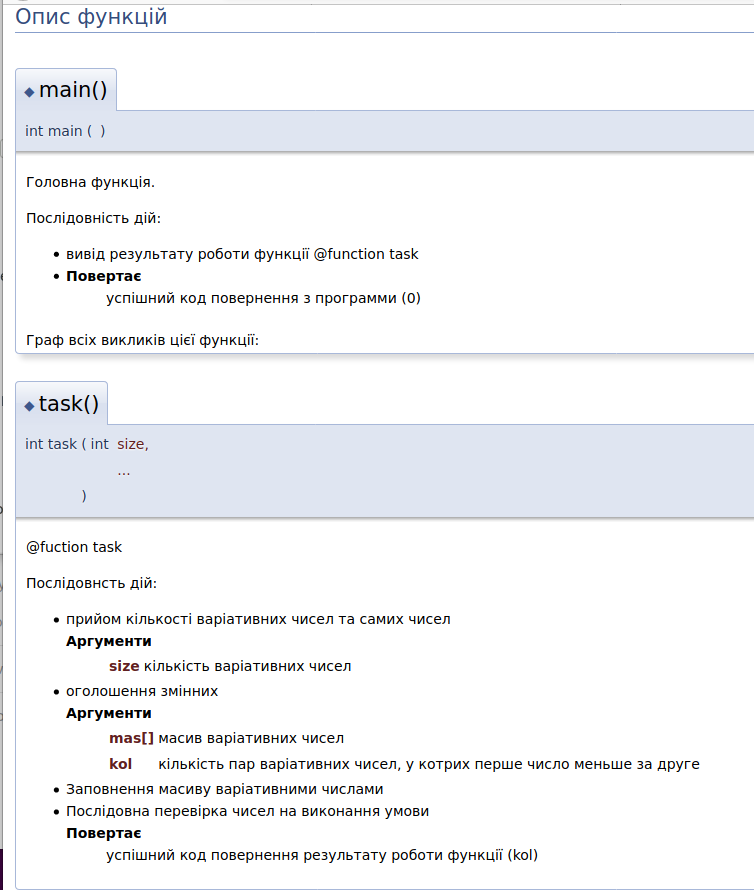 Опис функцій
◆ main()
int main ( )
Головна функція.
Послідовність дій:
• вивід результату роботи функції @function task
• Повертає
успішний код повернення з программи (0)
Граф всіх викликів цієї функції:
◆ task()
int task ( int size,
...
)
@fuction task
Послідовнсть дій:
• прийом кількості варіативних чисел та самих чисел
Аргументи
size кількість варіативних чисел
• оголошення змінних
Аргументи
mas[] масив варіативних чисел
kol кількість пар варіативних чисел, у котрих перше число меньше за друге
• Заповнення масиву варіативними числами
• Послідовна перевірка чисел на виконання умови
Повертає
успішний код повернення результату роботи функції (kol)